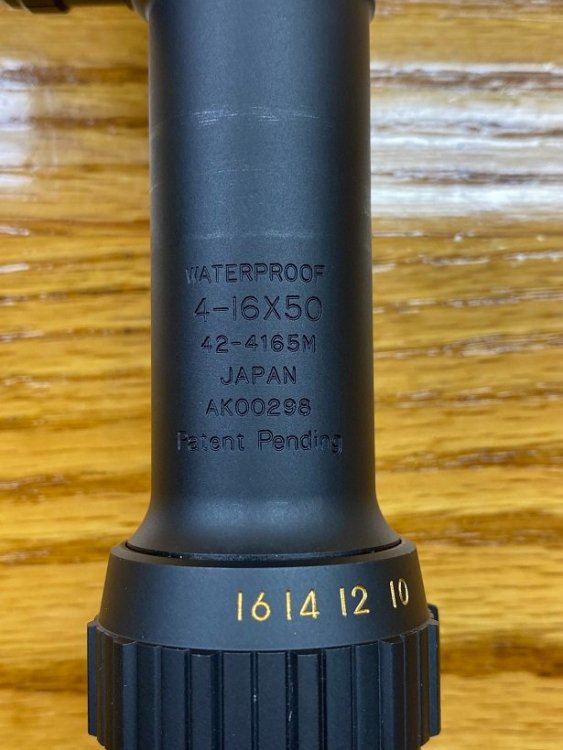 WATERPROOF
4-16X50
42-4165M
JAPAN
AK00298
Patent Pending
16 14 12 10